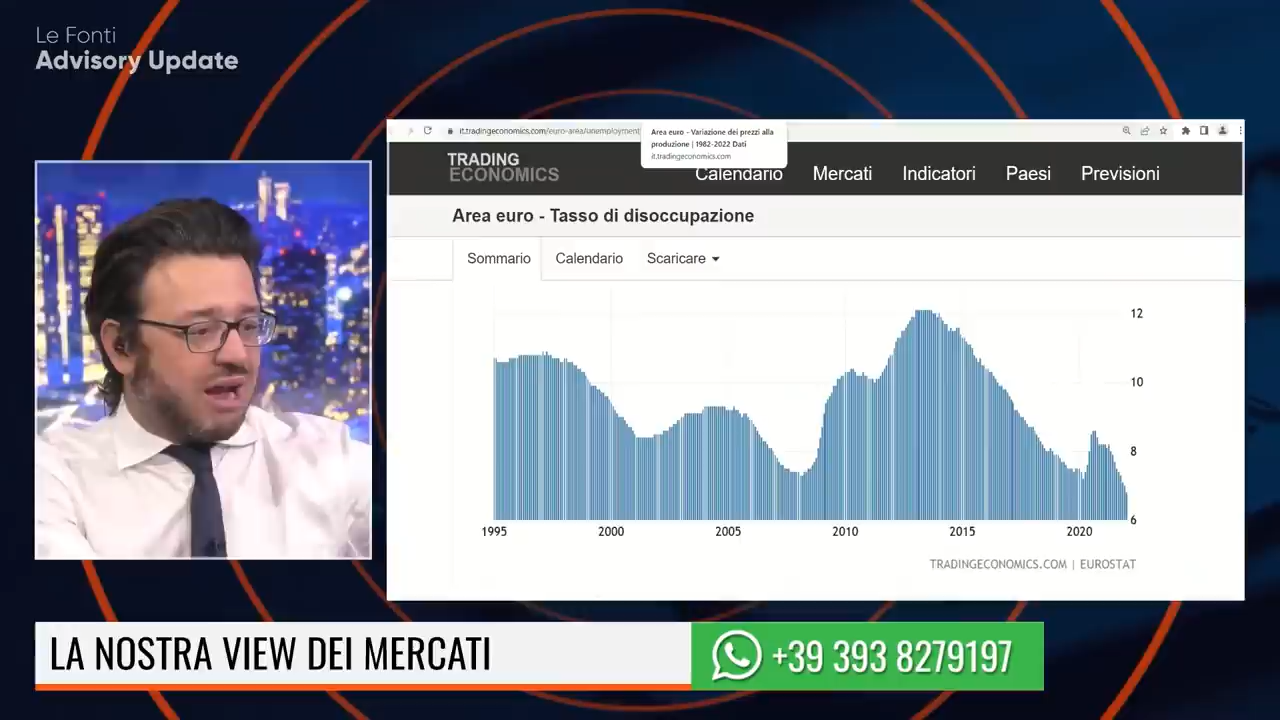 Le Fonti
Advisory Update
it.tradingeconomics.com/euro-area/unemployment
Area euro - Variazione dei prezzi alla
produzione | 1982-2022 Dati
it.tradingeconomics.com
TRADING
ECONOMICS
Calendario Mercati Indicatori Paesi Previsioni
Area euro - Tasso di disoccupazione
Sommario Calendario Scaricare
12
10
8
6
1995 2000 2005 2010 2015 2020
TRADINGECONOMICS.COM | EUROSTAT
LA NOSTRA VIEW DEI MERCATI
+39 393 8279197